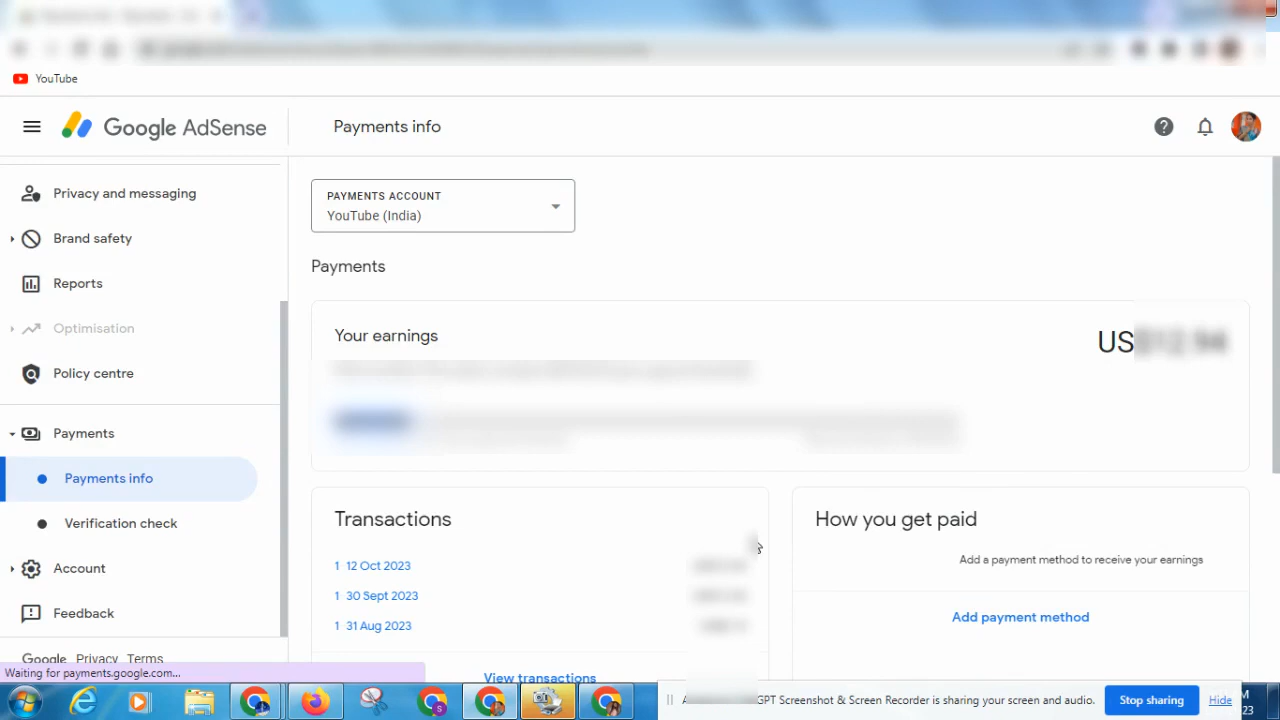 YouTube
Google AdSense
Payments info
Privacy and messaging
Brand safety
Reports
Optimisation
Policy centre
Payments
Payments info
Verification check
Account
Feedback
Google Privacy Terms
Waiting for payments.google.com...
PAYMENTS ACCOUNT
YouTube (India)
Payments
Your earnings
US
Transactions
1 12 Oct 2023
1 30 Sept 2023
1 31 Aug 2023
View transactions
How you get paid
Add a payment method to receive your earnings
Add payment method
GPT Screenshot & Screen Recorder is sharing your screen and audio.
Stop sharing
Hide
M
23